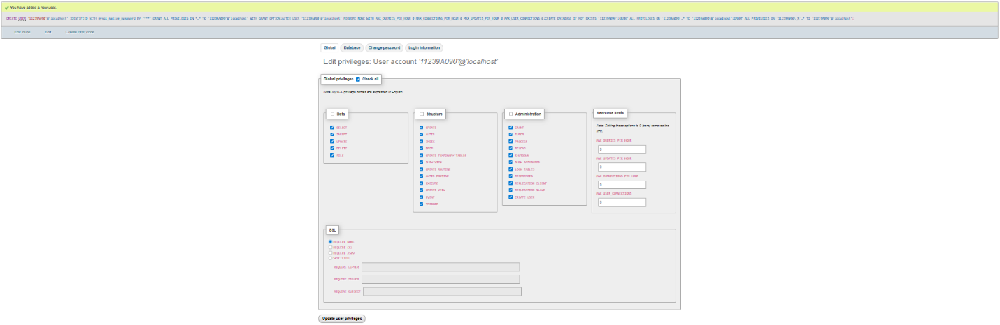 You have added a new user.
CREATE USER '11239A090'@'localhost' IDENTIFIED WITH mysql_native_password BY '***';GRANT ALL PRIVILEGES ON *.* TO '11239A090'@'localhost' WITH GRANT OPTION;ALTER USER '11239A090'@'localhost' REQUIRE NONE WITH MAX_QUERIES_PER_HOUR 0 MAX_CONNECTIONS_PER_HOUR 0 MAX_UPDATES_PER_HOUR 0 MAX_USER_CONNECTIONS 0;CREATE DATABASE IF NOT EXISTS `11239A090`;GRANT ALL PRIVILEGES ON `11239A090`.* TO '11239A090'@'localhost';GRANT ALL PRIVILEGES ON `11239A090\_%`.* TO '11239A090'@'localhost';
Edit inline Edit Create PHP code
Global Database Change password Login Information
Edit privileges: User account '11239A090'@'localhost'
Global privileges Check all
Note: MySQL privilege names are expressed in English.
Data
SELECT
INSERT
UPDATE
DELETE
FILE
Structure
CREATE
ALTER
INDEX
DROP
CREATE TEMPORARY TABLES
SHOW VIEW
CREATE ROUTINE
ALTER ROUTINE
EXECUTE
CREATE VIEW
EVENT
TRIGGER
Administration
GRANT
SUPER
PROCESS
RELOAD
SHUTDOWN
SHOW DATABASES
LOCK TABLES
REFERENCES
REPLICATION CLIENT
REPLICATION SLAVE
CREATE USER
Resource limits
Note: Setting these options to 0 (zero) removes the
limit.
MAX QUERIES PER HOUR
0
MAX UPDATES PER HOUR
0
MAX CONNECTIONS PER HOUR
0
MAX USER_CONNECTIONS
0
SSL
REQUIRE NONE
REQUIRE SSL
REQUIRE X509
SPECIFIED
REQUIRE CIPHER
REQUIRE ISSUER
REQUIRE SUBJECT
Update user privileges